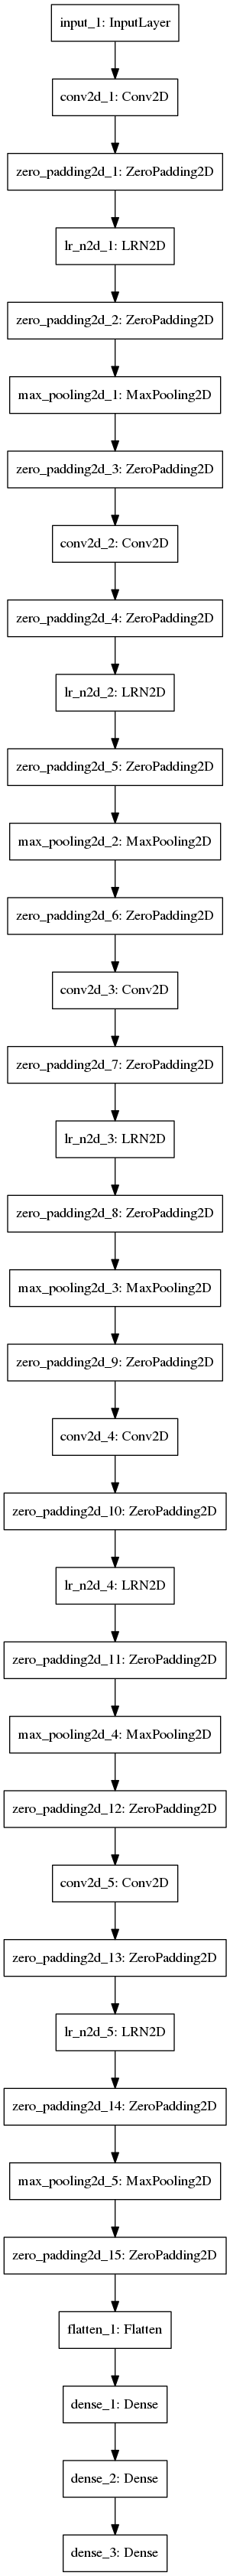 input_1: InputLayer
conv2d_1: Conv2D
zero_padding2d_1: ZeroPadding2D
lr_n2d_1: LRN2D
zero_padding2d_2: ZeroPadding2D
max_pooling2d_1: MaxPooling2D
zero_padding2d_3: ZeroPadding2D
conv2d_2: Conv2D
zero_padding2d_4: ZeroPadding2D
lr_n2d_2: LRN2D
zero_padding2d_5: ZeroPadding2D
max_pooling2d_2: MaxPooling2D
zero_padding2d_6: ZeroPadding2D
conv2d_3: Conv2D
zero_padding2d_7: ZeroPadding2D
lr_n2d_3: LRN2D
zero_padding2d_8: ZeroPadding2D
max_pooling2d_3: MaxPooling2D
zero_padding2d_9: ZeroPadding2D
conv2d_4: Conv2D
zero_padding2d_10: ZeroPadding2D
lr_n2d_4: LRN2D
zero_padding2d_11: ZeroPadding2D
max_pooling2d_4: MaxPooling2D
zero_padding2d_12: ZeroPadding2D
conv2d_5: Conv2D
zero_padding2d_13: ZeroPadding2D
lr_n2d_5: LRN2D
zero_padding2d_14: ZeroPadding2D
max_pooling2d_5: MaxPooling2D
zero_padding2d_15: ZeroPadding2D
flatten_1: Flatten
dense_1: Dense
dense_2: Dense
dense_3: Dense